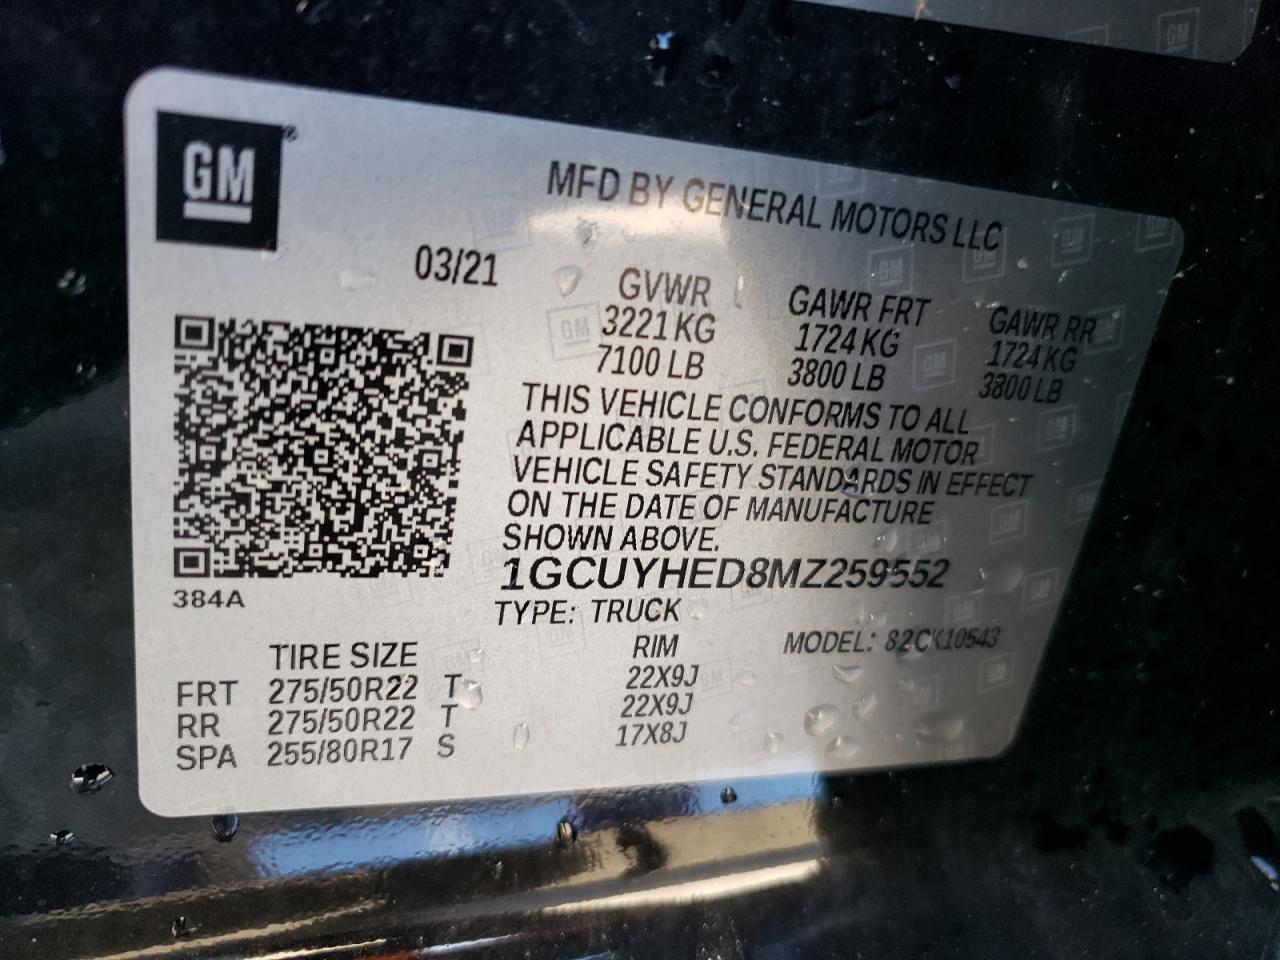 GM®
MFD BY GENERAL MOTORS LLC
03/21
GVWR GAWR FRT GAWR RR
3221 KG 1724 KG 1724 KG
7100 LB 3800 LB 3800 LB
THIS VEHICLE CONFORMS TO ALL
APPLICABLE U.S. FEDERAL MOTOR
VEHICLE SAFETY STANDARDS IN EFFECT
ON THE DATE OF MANUFACTURE
SHOWN ABOVE.
1GCUYHED8MZ259552
384A
TYPE: TRUCK
MODEL: 82CK10543
TIRE SIZE RIM
FRT 275/50R22 T 22X9J
RR 275/50R22 T 22X9J
SPA 255/80R17 S 17X8J